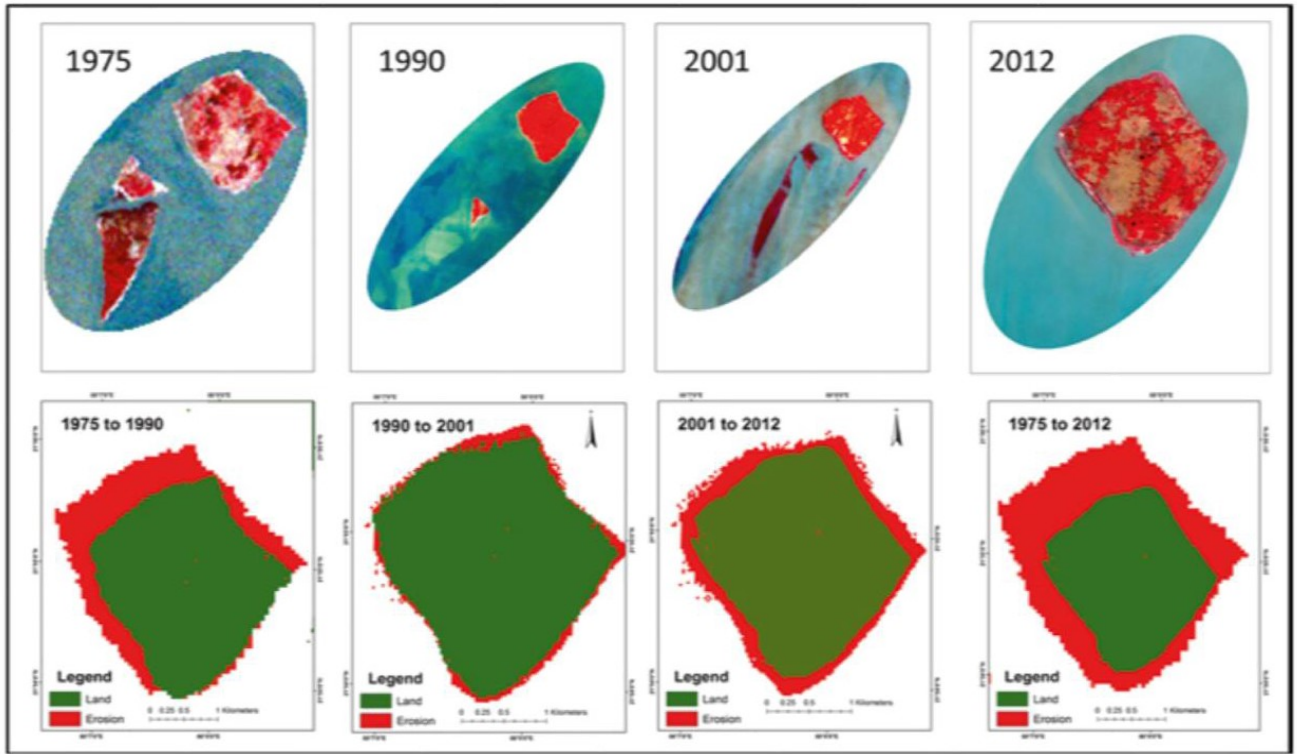 1975
1990
2001
2012
1975 to 1990
Legend
Land
Erosion
0 0.25 0.5 1 Kilometers
1990 to 2001
Legend
Land
Erosion
0 0.25 0.5 1 Kilometers
2001 to 2012
Legend
Land
Erosion
0 0.25 0.5 1 Kilometers
1975 to 2012
Legend
Land
Erosion
0 0.25 0.5 1 Kilometers